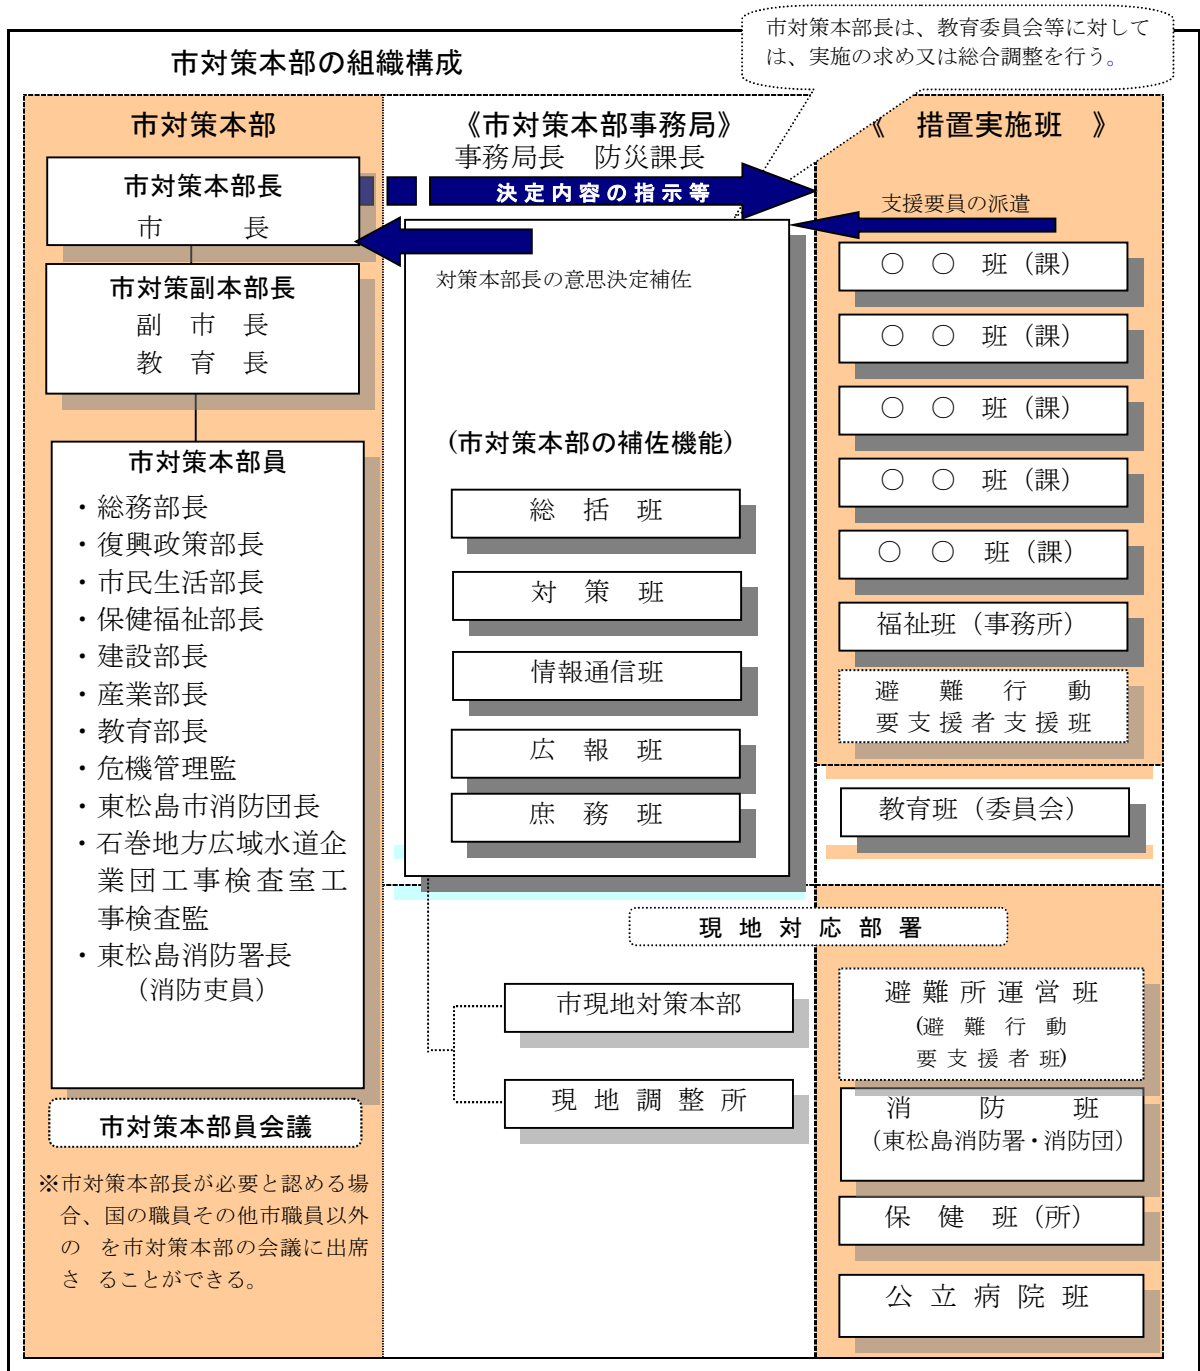 市対策本部長は、教育委員会等に対して
は、実施の求め又は総合調整を行う。
市対策本部の組織構成
市対策本部
市対策本部長
市　　　長
市対策副本部長
副　市　長
教　育　長
市対策本部員
・総務部長
・復興政策部長
・市民生活部長
・保健福祉部長
・建設部長
・産業部長
・教育部長
・危機管理監
・東松島市消防団長
・石巻地方広域水道企
業団工事検査室工
事検査監
・東松島消防署長
（消防吏員）
市対策本部員会議
※市対策本部長が必要と認める場
合、国の職員その他市職員以外
の　を市対策本部の会議に出席
さ　ることができる。
《市対策本部事務局》
事務局長　防災課長
決定内容の指示等
対策本部長の意思決定補佐
(市対策本部の補佐機能)
総　括　班
対　策　班
情報通信班
広　報　班
庶　務　班
現地対応部署
市現地対策本部
現 地 調 整 所
《　措置実施班　》
支援要員の派遣
○　○　班（課）
○　○　班（課）
○　○　班（課）
○　○　班（課）
○　○　班（課）
福祉班（事務所）
避　難　行　動
要支援者支援班
教育班（委員会）
避難所運営班
(避　難　行　動
要支援者班)
消　　防　　班
（東松島消防署・消防団）
保　健　班（所）
公立病院班